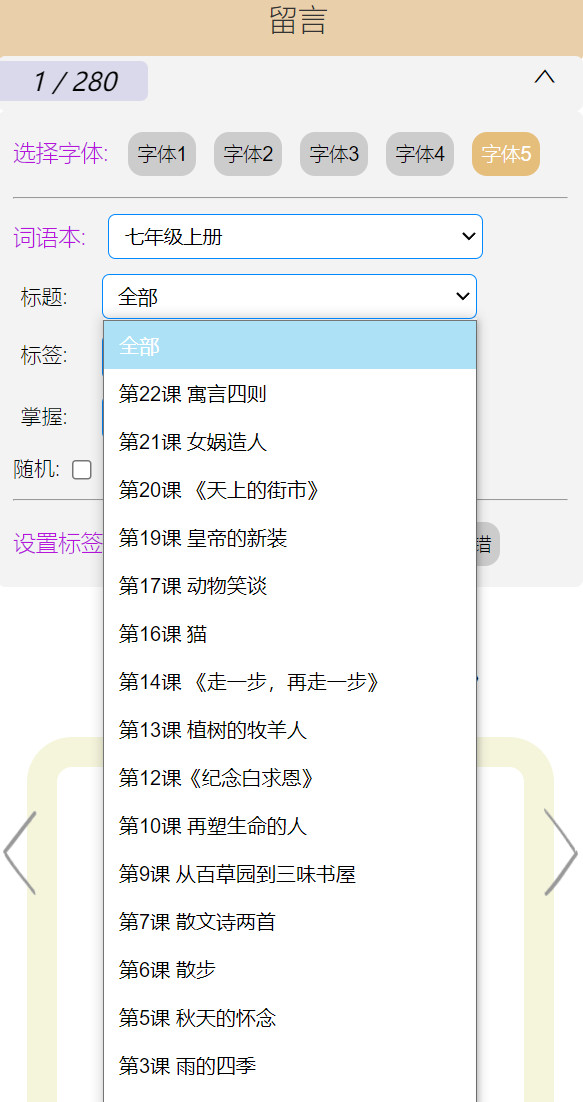 留言
1 / 280
选择字体: 字体1 字体2 字体3 字体4 字体5
词语本: 七年级上册
标题: 全部
标签:
掌握:
随机:
设置标签 错
全部
第22课 寓言四则
第21课 女娲造人
第20课 《天上的街市》
第19课 皇帝的新装
第17课 动物笑谈
第16课 猫
第14课 《走一步，再走一步》
第13课 植树的牧羊人
第12课《纪念白求恩》
第10课 再塑生命的人
第9课 从百草园到三味书屋
第7课 散文诗两首
第6课 散步
第5课 秋天的怀念
第3课 雨的四季